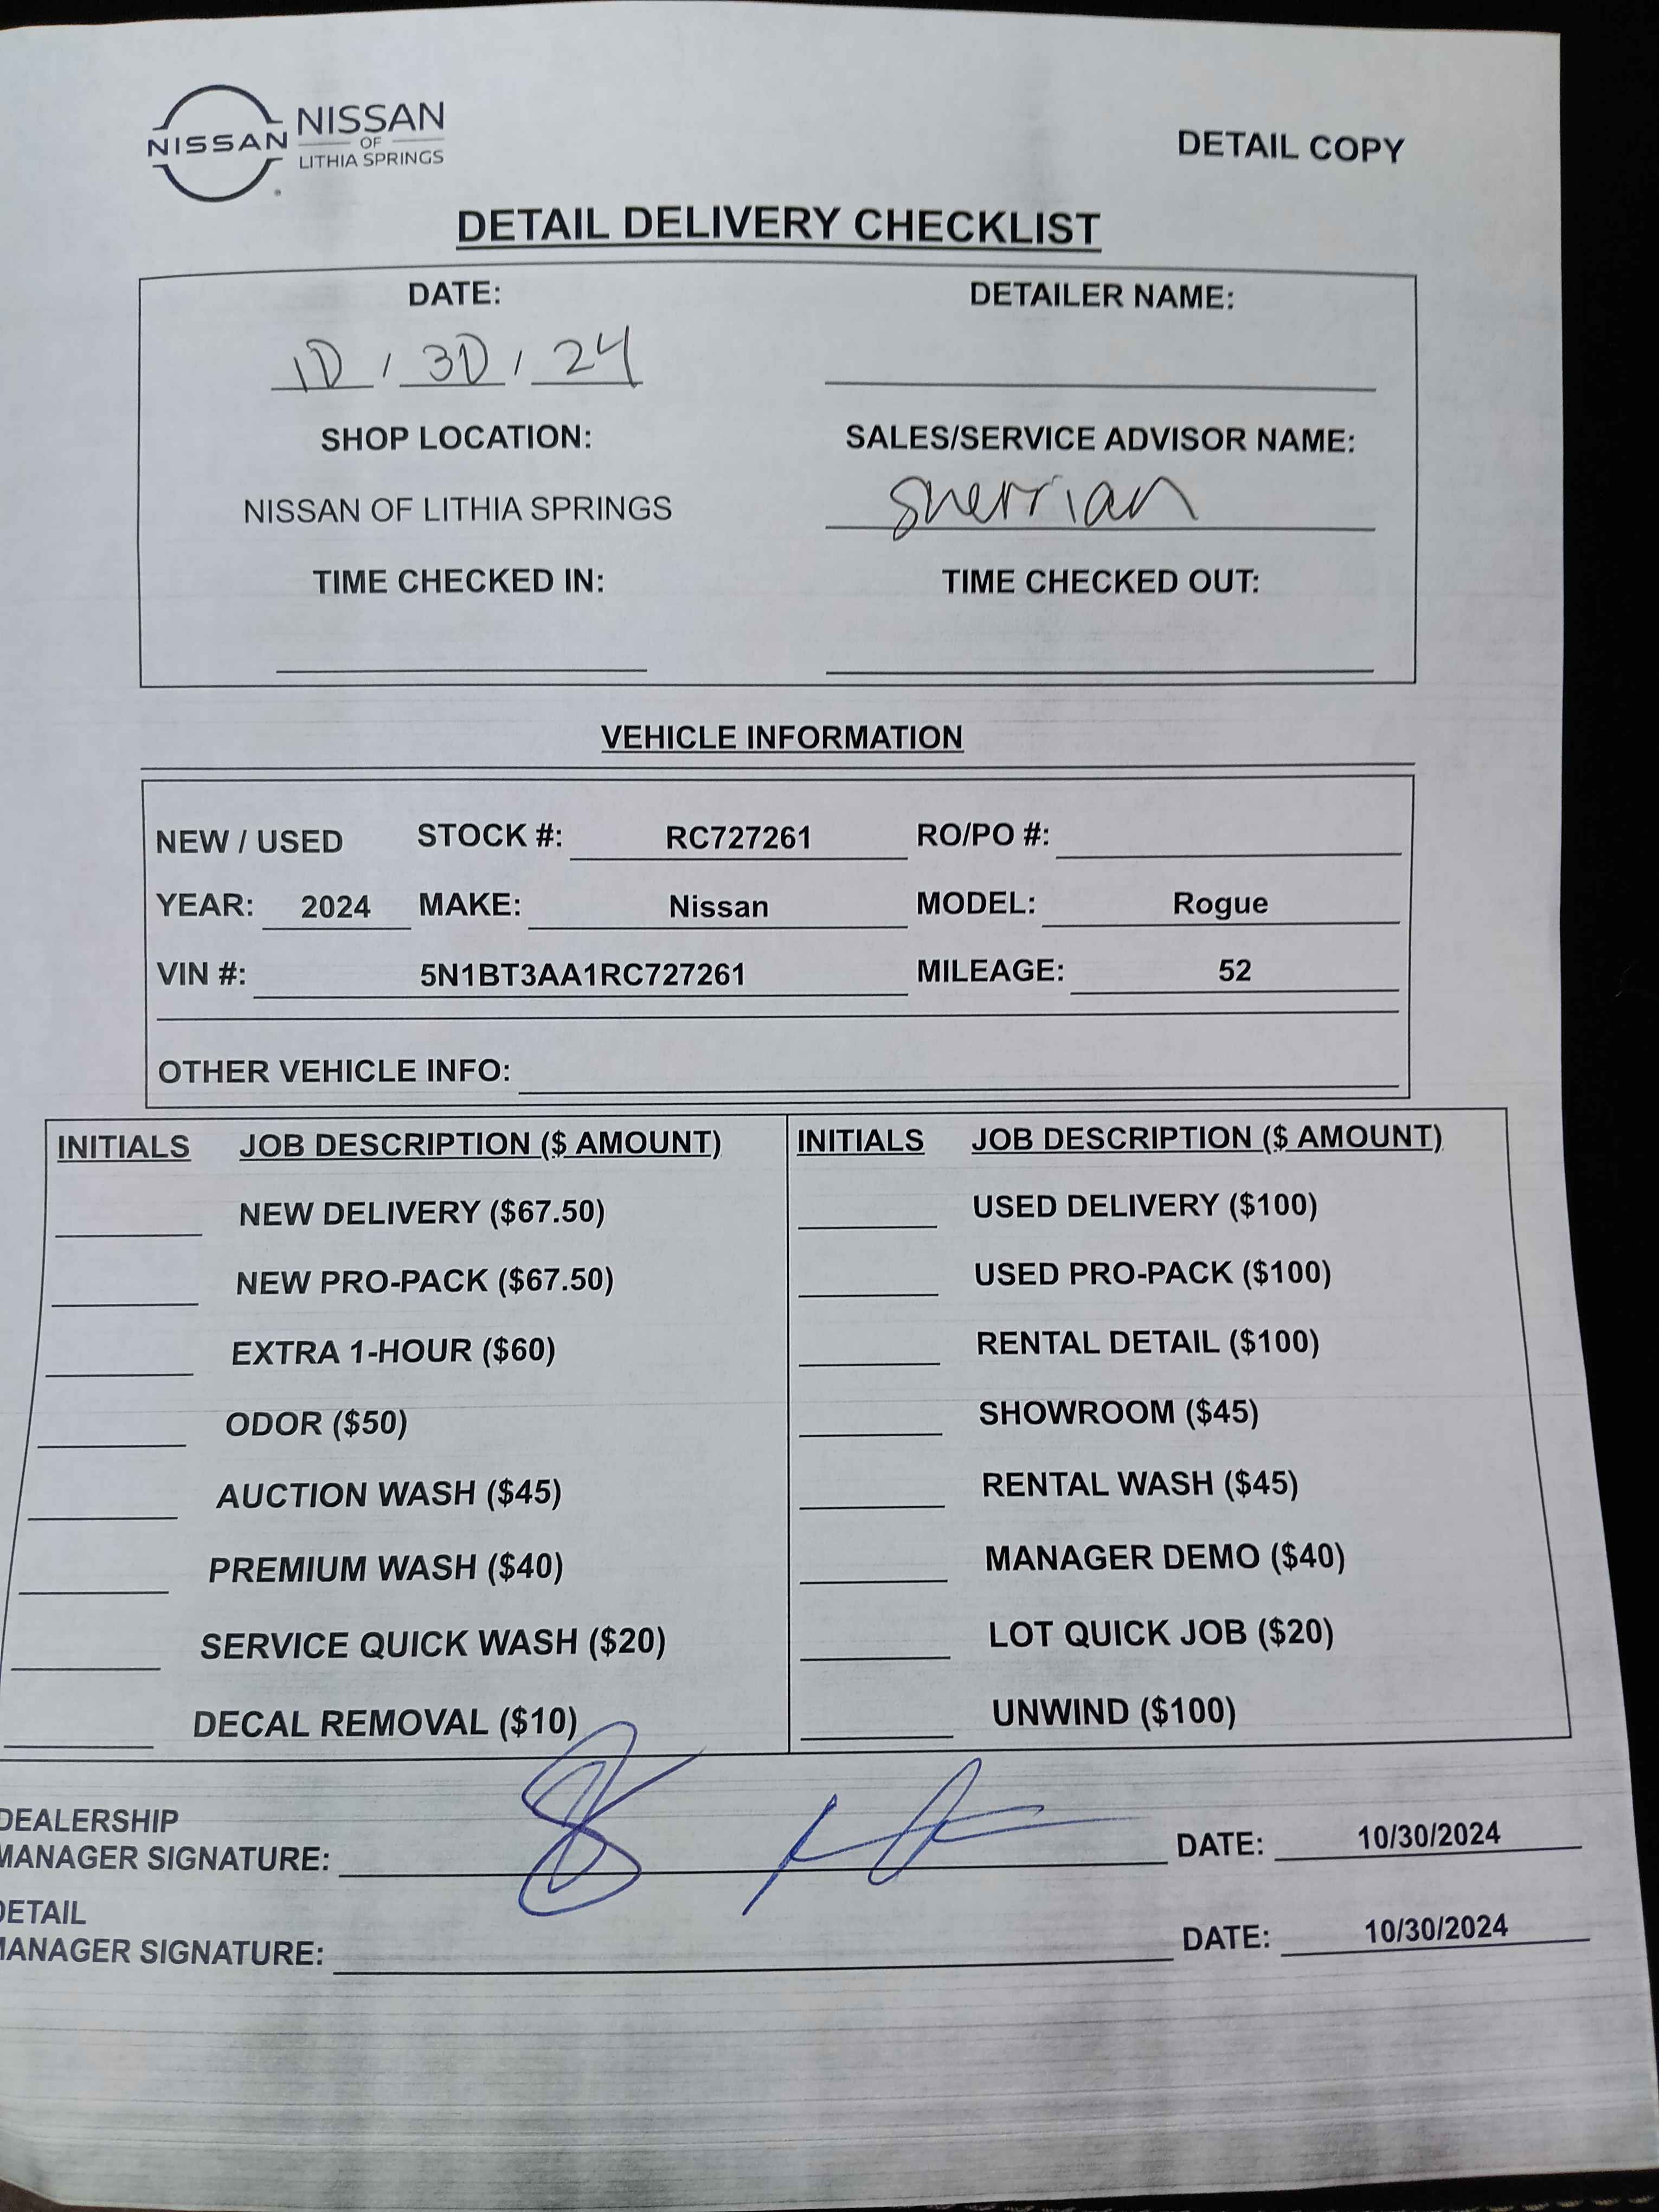 NISSAN
NISSAN
OF
LITHIA SPRINGS
DETAIL COPY
DETAIL DELIVERY CHECKLIST
DATE: DETAILER NAME:
10 / 30 / 24
SHOP LOCATION: SALES/SERVICE ADVISOR NAME:
NISSAN OF LITHIA SPRINGS Sherrian
TIME CHECKED IN: TIME CHECKED OUT:
VEHICLE INFORMATION
NEW / USED STOCK #: RC727261 RO/PO #:
YEAR: 2024 MAKE: Nissan MODEL: Rogue
VIN #: 5N1BT3AA1RC727261 MILEAGE: 52
OTHER VEHICLE INFO:
INITIALS JOB DESCRIPTION ($ AMOUNT) INITIALS JOB DESCRIPTION ($ AMOUNT)
NEW DELIVERY ($67.50) USED DELIVERY ($100)
NEW PRO-PACK ($67.50) USED PRO-PACK ($100)
EXTRA 1-HOUR ($60) RENTAL DETAIL ($100)
ODOR ($50) SHOWROOM ($45)
AUCTION WASH ($45) RENTAL WASH ($45)
PREMIUM WASH ($40) MANAGER DEMO ($40)
SERVICE QUICK WASH ($20) LOT QUICK JOB ($20)
DECAL REMOVAL ($10) UNWIND ($100)
DEALERSHIP
MANAGER SIGNATURE: DATE: 10/30/2024
DETAIL
MANAGER SIGNATURE: DATE: 10/30/2024